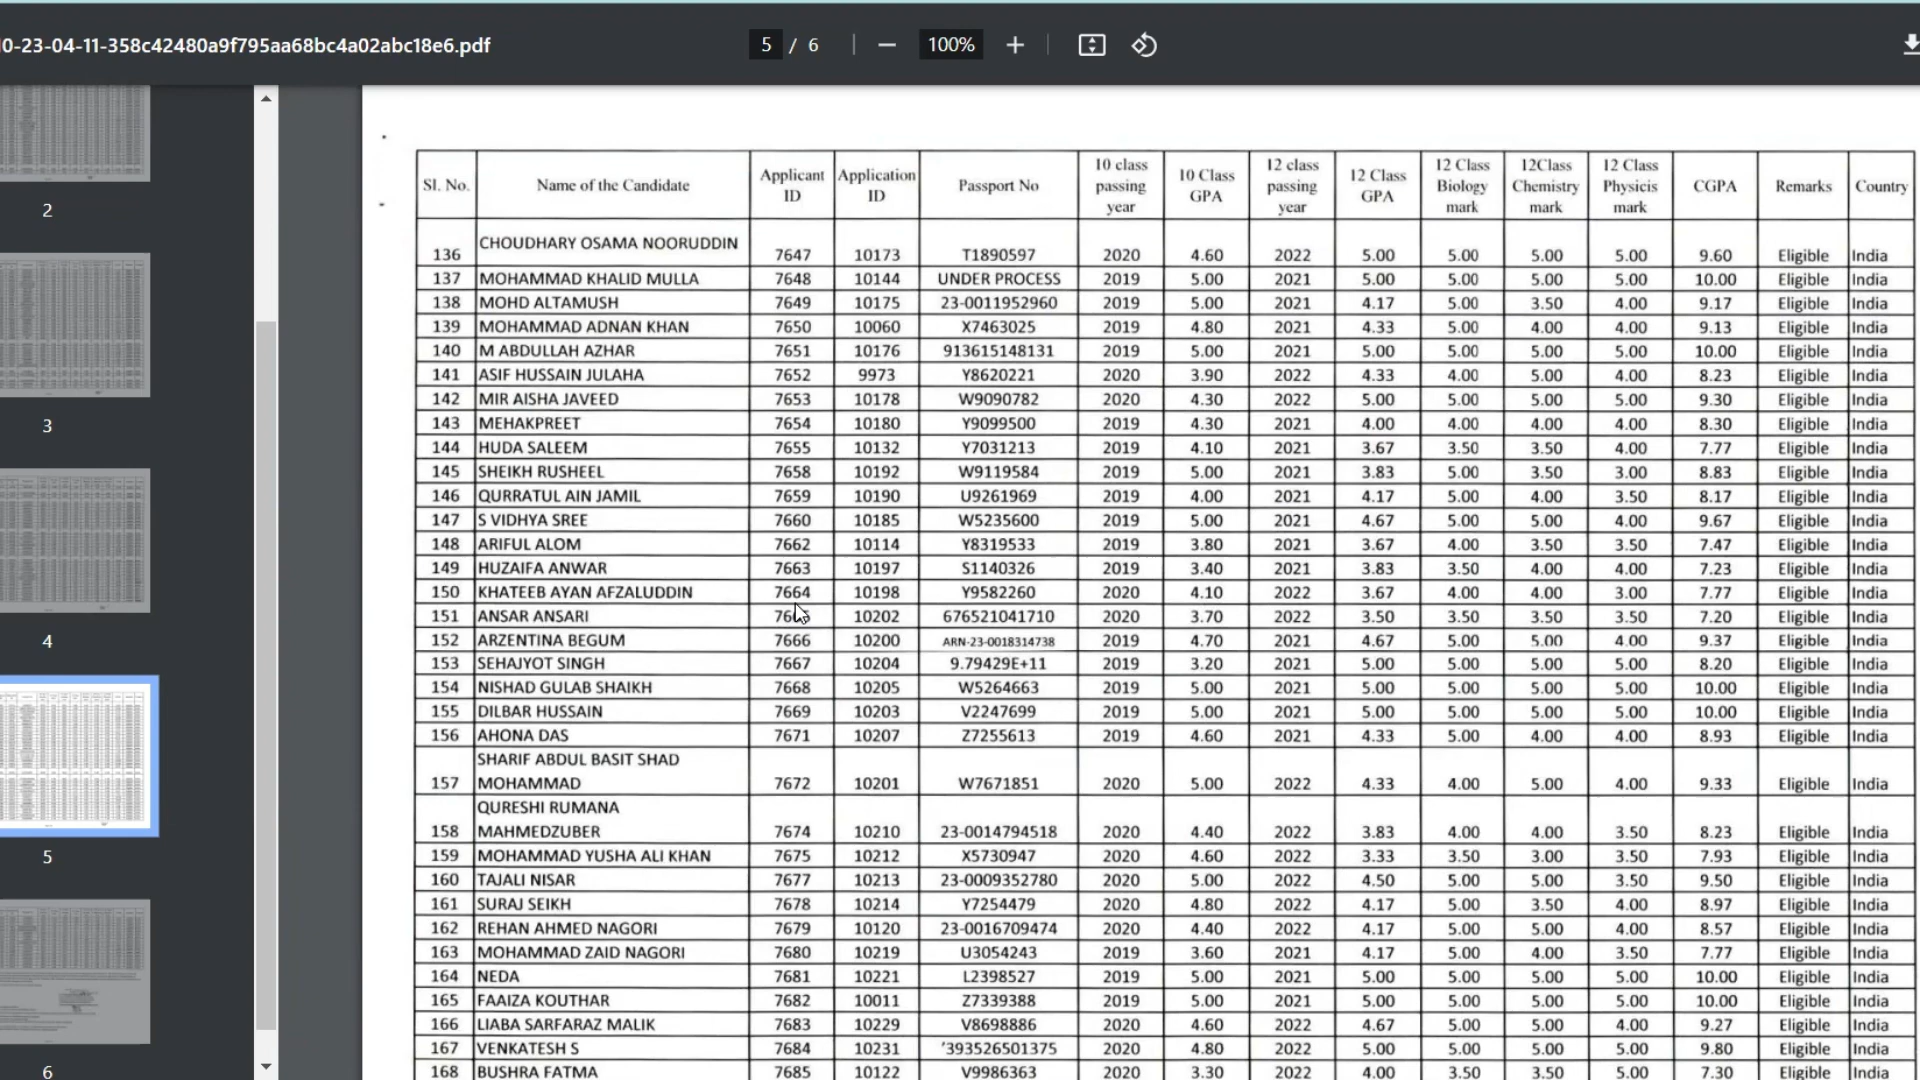 0-23-04-11-358c42480a9f795aa68bc4a02abc18e6.pdf 5 / 6 100%
2
3
4
5
6
Sl. No. Name of the Candidate Applicant ID Application ID Passport No 10 class passing year 10 Class GPA 12 class passing year 12 Class GPA 12 Class Biology mark 12Class Chemistry mark 12 Class Physicis mark CGPA Remarks Country
136 CHOUDHARY OSAMA NOORUDDIN 7647 10173 T1890597 2020 4.60 2022 5.00 5.00 5.00 5.00 9.60 Eligible India
137 MOHAMMAD KHALID MULLA 7648 10144 UNDER PROCESS 2019 5.00 2021 5.00 5.00 5.00 5.00 10.00 Eligible India
138 MOHD ALTAMUSH 7649 10175 23-0011952960 2019 5.00 2021 4.17 5.00 3.50 4.00 9.17 Eligible India
139 MOHAMMAD ADNAN KHAN 7650 10060 X7463025 2019 4.80 2021 4.33 5.00 4.00 4.00 9.13 Eligible India
140 M ABDULLAH AZHAR 7651 10176 913615148131 2019 5.00 2021 5.00 5.00 5.00 5.00 10.00 Eligible India
141 ASIF HUSSAIN JULAHA 7652 9973 Y8620221 2020 3.90 2022 4.33 4.00 5.00 4.00 8.23 Eligible India
142 MIR AISHA JAVEED 7653 10178 W9090782 2020 4.30 2022 5.00 5.00 5.00 5.00 9.30 Eligible India
143 MEHAKPREET 7654 10180 Y9099500 2019 4.30 2021 4.00 4.00 4.00 4.00 8.30 Eligible India
144 HUDA SALEEM 7655 10132 Y7031213 2019 4.10 2021 3.67 3.50 3.50 4.00 7.77 Eligible India
145 SHEIKH RUSHEEL 7658 10192 W9119584 2019 5.00 2021 3.83 5.00 3.50 3.00 8.83 Eligible India
146 QURRATUL AIN JAMIL 7659 10190 U9261969 2019 4.00 2021 4.17 5.00 4.00 3.50 8.17 Eligible India
147 S VIDHYA SREE 7660 10185 W5235600 2019 5.00 2021 4.67 5.00 5.00 4.00 9.67 Eligible India
148 ARIFUL ALOM 7662 10114 Y8319533 2019 3.80 2021 3.67 4.00 3.50 3.50 7.47 Eligible India
149 HUZAIFA ANWAR 7663 10197 S1140326 2019 3.40 2021 3.83 3.50 4.00 4.00 7.23 Eligible India
150 KHATEEB AYAN AFZALUDDIN 7664 10198 Y9582260 2020 4.10 2022 3.67 4.00 4.00 3.00 7.77 Eligible India
151 ANSAR ANSARI 10202 676521041710 2020 3.70 2022 3.50 3.50 3.50 3.50 7.20 Eligible India
152 ARZENTINA BEGUM 7666 10200 ARN-23-0018314738 2019 4.70 2021 4.67 5.00 5.00 4.00 9.37 Eligible India
153 SEHAJYOT SINGH 7667 10204 9.79429E+11 2019 3.20 2021 5.00 5.00 5.00 5.00 8.20 Eligible India
154 NISHAD GULAB SHAIKH 7668 10205 W5264663 2019 5.00 2021 5.00 5.00 5.00 5.00 10.00 Eligible India
155 DILBAR HUSSAIN 7669 10203 V2247699 2019 5.00 2021 5.00 5.00 5.00 5.00 10.00 Eligible India
156 AHONA DAS 7671 10207 Z7255613 2019 4.60 2021 4.33 5.00 4.00 4.00 8.93 Eligible India
SHARIF ABDUL BASIT SHAD
157 MOHAMMAD 7672 10201 W7671851 2020 5.00 2022 4.33 4.00 5.00 4.00 9.33 Eligible India
QURESHI RUMANA
158 MAHMEDZUBER 7674 10210 23-0014794518 2020 4.40 2022 3.83 4.00 4.00 3.50 8.23 Eligible India
159 MOHAMMAD YUSHA ALI KHAN 7675 10212 X5730947 2020 4.60 2022 3.33 3.50 3.00 3.50 7.93 Eligible India
160 TAJALI NISAR 7677 10213 23-0009352780 2020 5.00 2022 4.50 5.00 5.00 3.50 9.50 Eligible India
161 SURAJ SEIKH 7678 10214 Y7254479 2020 4.80 2022 4.17 5.00 3.50 4.00 8.97 Eligible India
162 REHAN AHMED NAGORI 7679 10120 23-0016709474 2020 4.40 2022 4.17 5.00 5.00 4.00 8.57 Eligible India
163 MOHAMMAD ZAID NAGORI 7680 10219 U3054243 2019 3.60 2021 4.17 5.00 4.00 3.50 7.77 Eligible India
164 NEDA 7681 10221 L2398527 2019 5.00 2021 5.00 5.00 5.00 5.00 10.00 Eligible India
165 FAAIZA KOUTHAR 7682 10011 Z7339388 2019 5.00 2021 5.00 5.00 5.00 5.00 10.00 Eligible India
166 LIABA SARFARAZ MALIK 7683 10229 V8698886 2020 4.60 2022 4.67 5.00 5.00 4.00 9.27 Eligible India
167 VENKATESH S 7684 10231 '393526501375 2020 4.80 2022 5.00 5.00 5.00 5.00 9.80 Eligible India
168 BUSHRA FATMA 7685 10122 V9986363 2020 3.30 2022 4.00 3.50 3.50 5.00 7.30 Eligible India